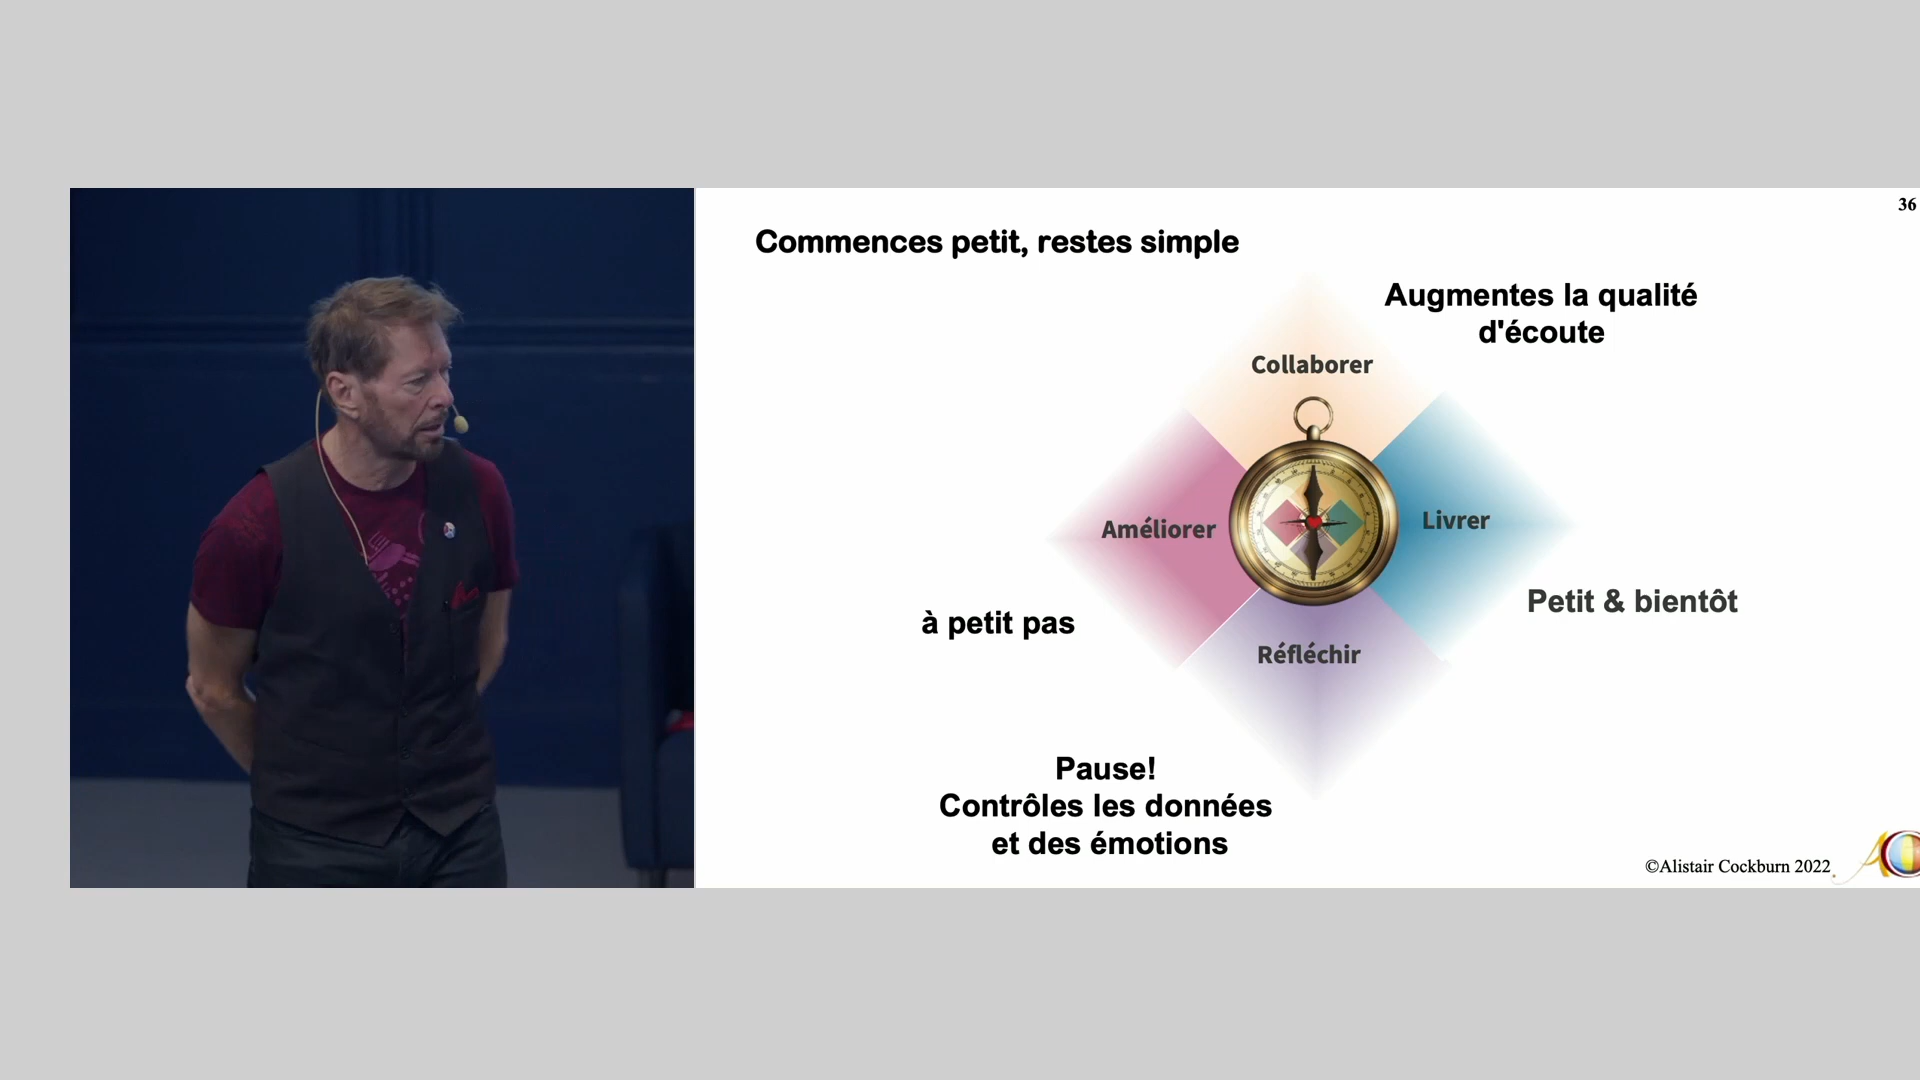 36
Commences petit, restes simple
Augmentes la qualité
d'écoute
Collaborer
Améliorer
Livrer
Petit & bientôt
à petit pas
Réfléchir
Pause!
Contrôles les données
et des émotions
©Alistair Cockburn 2022